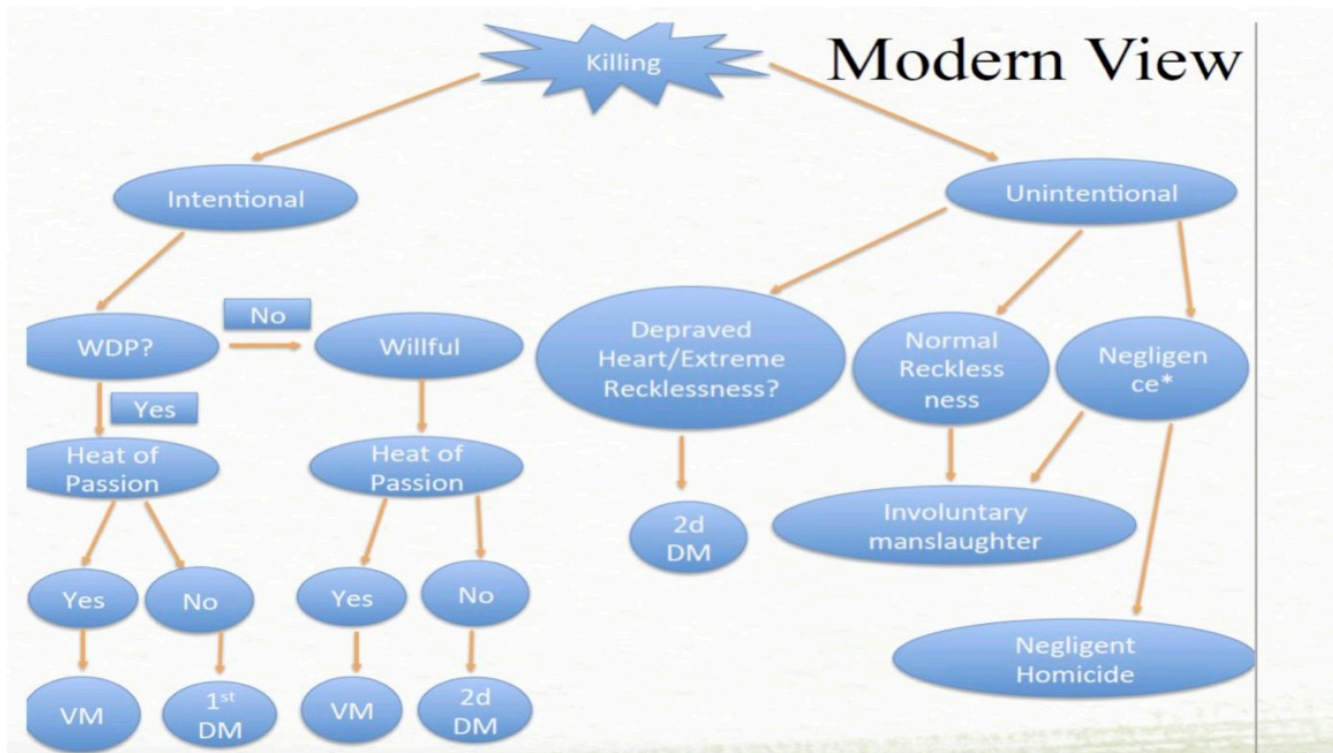 Killing
Modern View
Intentional
Unintentional
WDP?
No
Willful
Yes
Depraved
Heart/Extreme
Recklessness?
Normal
Reckless
ness
Negligen
ce*
Heat of
Passion
Heat of
Passion
2d
DM
Involuntary
manslaughter
Yes
No
Yes
No
VM
1st
DM
VM
2d
DM
Negligent
Homicide